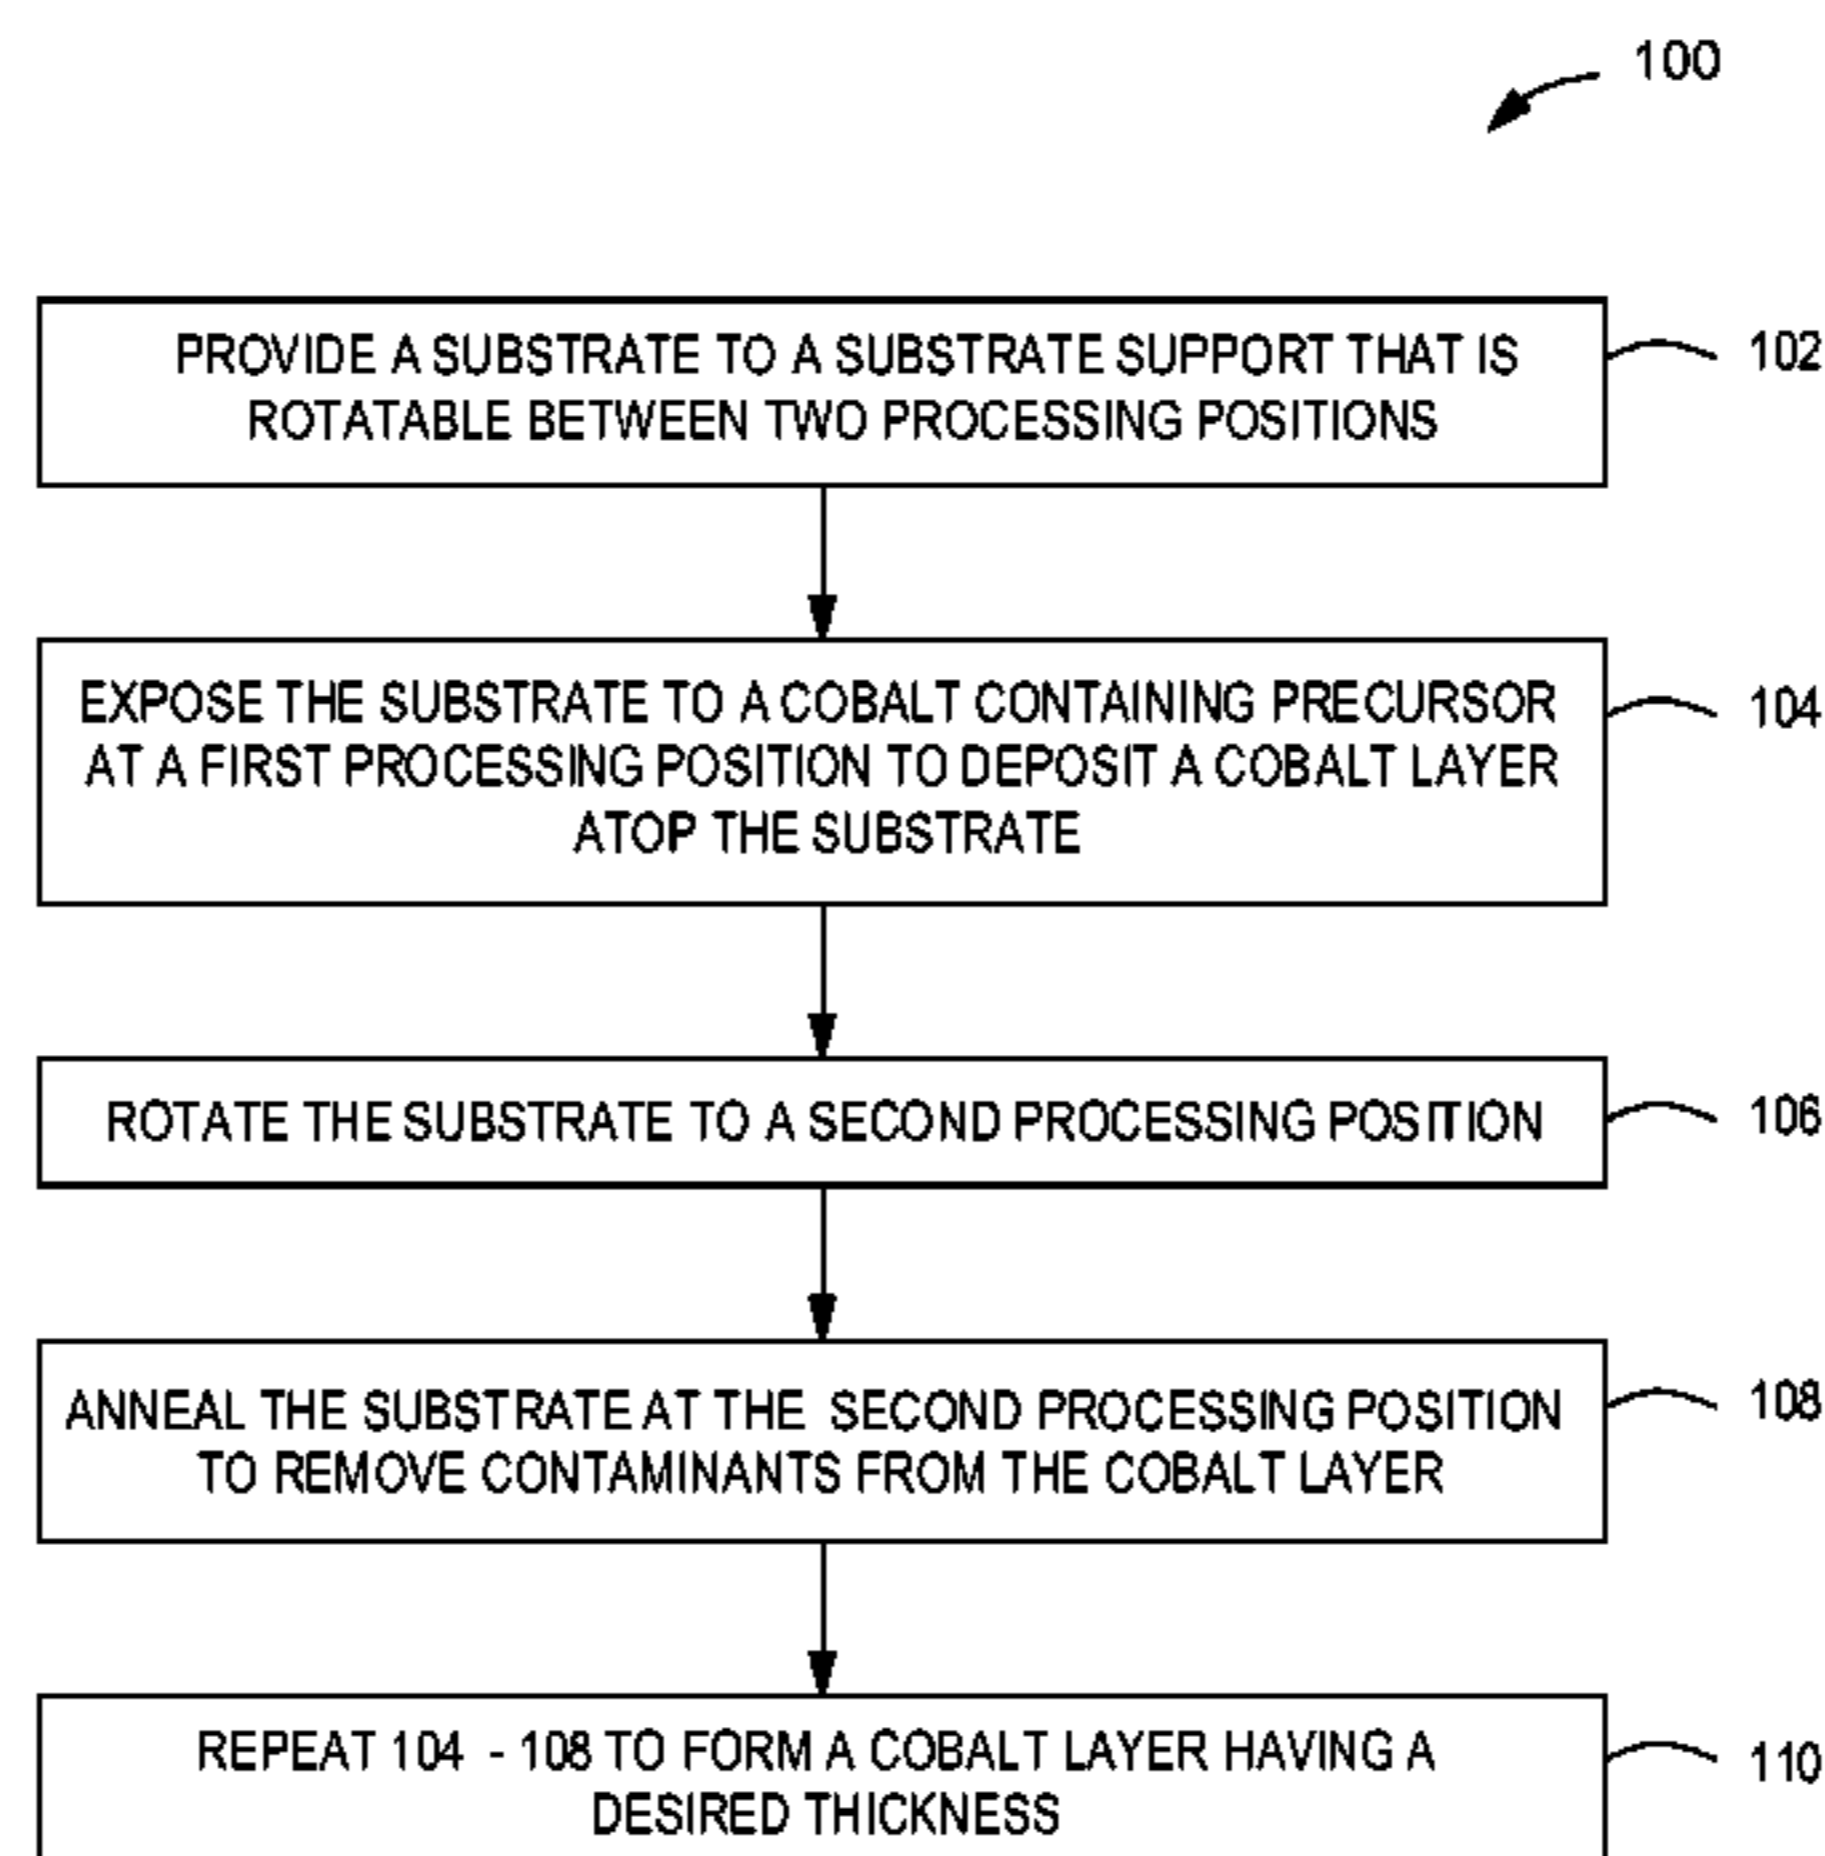 100
PROVIDE A SUBSTRATE TO A SUBSTRATE SUPPORT THAT IS
ROTATABLE BETWEEN TWO PROCESSING POSITIONS
102
EXPOSE THE SUBSTRATE TO A COBALT CONTAINING PRECURSOR
AT A FIRST PROCESSING POSITION TO DEPOSIT A COBALT LAYER
ATOP THE SUBSTRATE
104
ROTATE THE SUBSTRATE TO A SECOND PROCESSING POSITION
106
ANNEAL THE SUBSTRATE AT THE SECOND PROCESSING POSITION
TO REMOVE CONTAMINANTS FROM THE COBALT LAYER
108
REPEAT 104 - 108 TO FORM A COBALT LAYER HAVING A
DESIRED THICKNESS
110